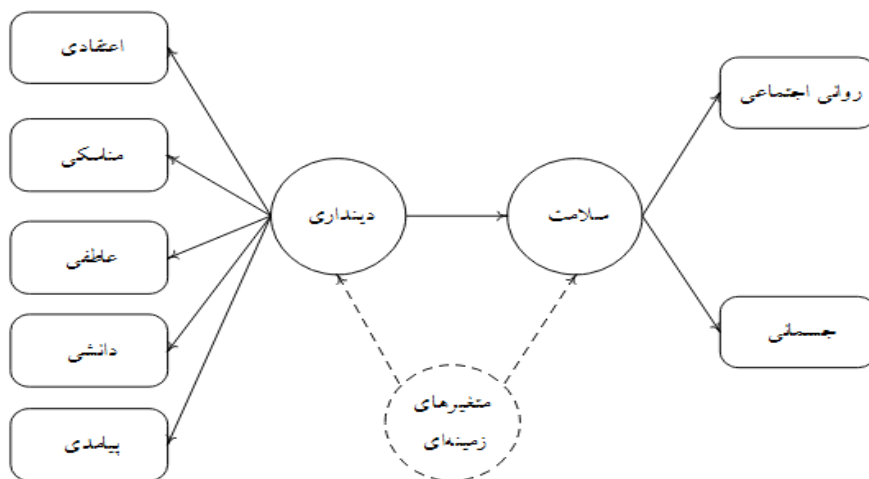 اعتقادی
مناسکی
عاطفی
دانشی
پیامدی
دینداری
سلامت
متغیرهای
زمینه‌ای
روانی اجتماعی
جسمانی